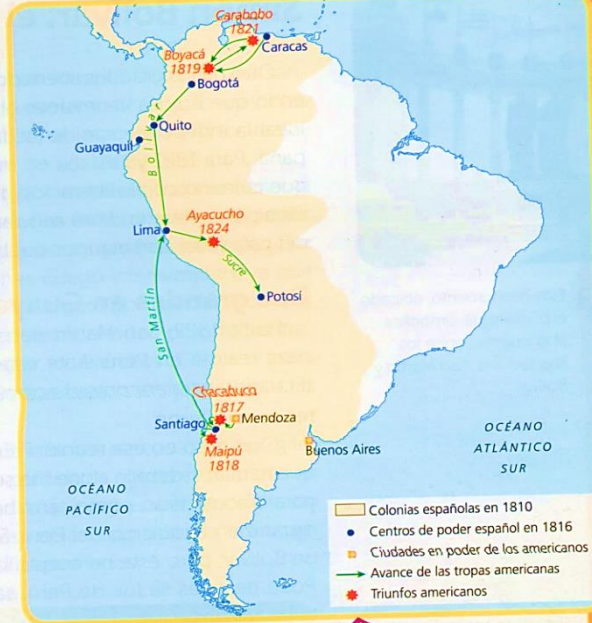 Carabobo
1821
Caracas
Boyacá
1819
Bogotá
Quito
Guayaquil
Bolívar
Lima
Ayacucho
1824
Sucre
Potosí
San Martín
Chacabuco
1817
Mendoza
Santiago
Maipú
1818
Buenos Aires
OCÉANO
PACÍFICO
SUR
OCÉANO
ATLÁNTICO
SUR
Colonias españolas en 1810
Centros de poder español en 1816
Ciudades en poder de los americanos
Avance de las tropas americanas
Triunfos americanos